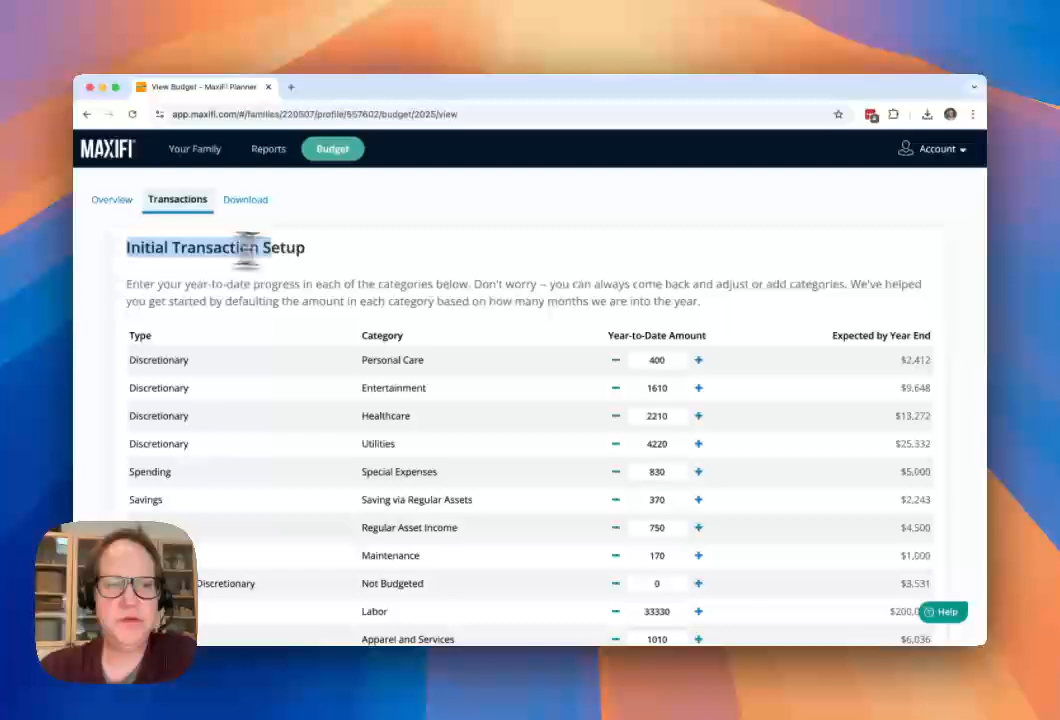 View Budget - MaxiFi Planner
app.maxifi.com/#/families/220507/profile/557602/budget/2025/view
MAXIFI Your Family Reports Budget Account
Overview Transactions Download
Initial Transaction Setup
Enter your year-to-date progress in each of the categories below. Don't worry – you can always come back and adjust or add categories. We've helped
you get started by defaulting the amount in each category based on how many months we are into the year.
Type Category Year-to-Date Amount Expected by Year End
Discretionary Personal Care − 400 + $2,412
Discretionary Entertainment − 1610 + $9,648
Discretionary Healthcare − 2210 + $13,272
Discretionary Utilities − 4220 + $25,332
Spending Special Expenses − 830 + $5,000
Savings Saving via Regular Assets − 370 + $2,243
Regular Asset Income − 750 + $4,500
Maintenance − 170 + $1,000
Discretionary Not Budgeted − 0 + $3,531
Labor − 33330 + $200,0
Help
Apparel and Services − 1010 + $6,036